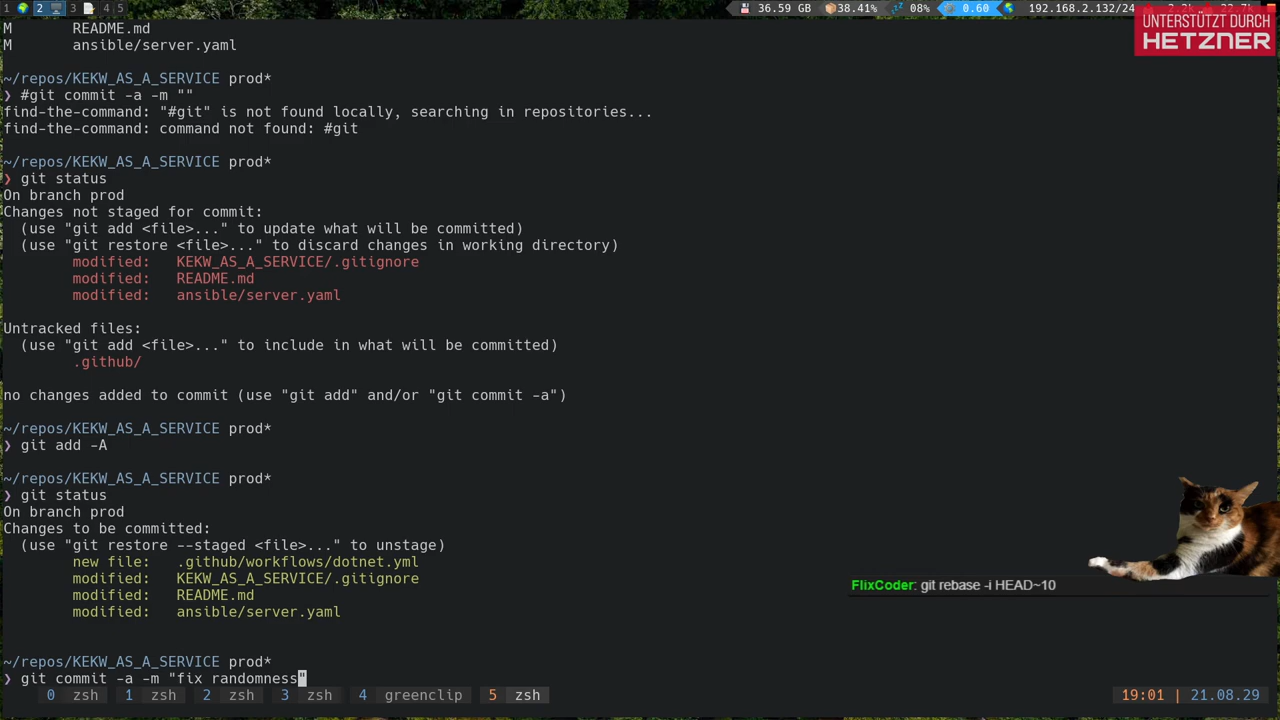 1 2 3 4 5
36.59 GB 38.41% 08% 0.60 192.168.2.132/24 2.2k 22.7k
UNTERSTÜTZT DURCH
HETZNER
M README.md
M ansible/server.yaml
~/repos/KEKW_AS_A_SERVICE prod*
❯ #git commit -a -m ""
find-the-command: "#git" is not found locally, searching in repositories...
find-the-command: command not found: #git
~/repos/KEKW_AS_A_SERVICE prod*
❯ git status
On branch prod
Changes not staged for commit:
(use "git add <file>..." to update what will be committed)
(use "git restore <file>..." to discard changes in working directory)
modified: KEKW_AS_A_SERVICE/.gitignore
modified: README.md
modified: ansible/server.yaml
Untracked files:
(use "git add <file>..." to include in what will be committed)
.github/
no changes added to commit (use "git add" and/or "git commit -a")
~/repos/KEKW_AS_A_SERVICE prod*
❯ git add -A
~/repos/KEKW_AS_A_SERVICE prod*
❯ git status
On branch prod
Changes to be committed:
(use "git restore --staged <file>..." to unstage)
new file: .github/workflows/dotnet.yml
modified: KEKW_AS_A_SERVICE/.gitignore
modified: README.md
modified: ansible/server.yaml
FlixCoder: git rebase -i HEAD~10
~/repos/KEKW_AS_A_SERVICE prod*
❯ git commit -a -m "fix randomness"
0 zsh 1 zsh 2 zsh 3 zsh 4 greenclip 5 zsh 19:01 | 21.08.29